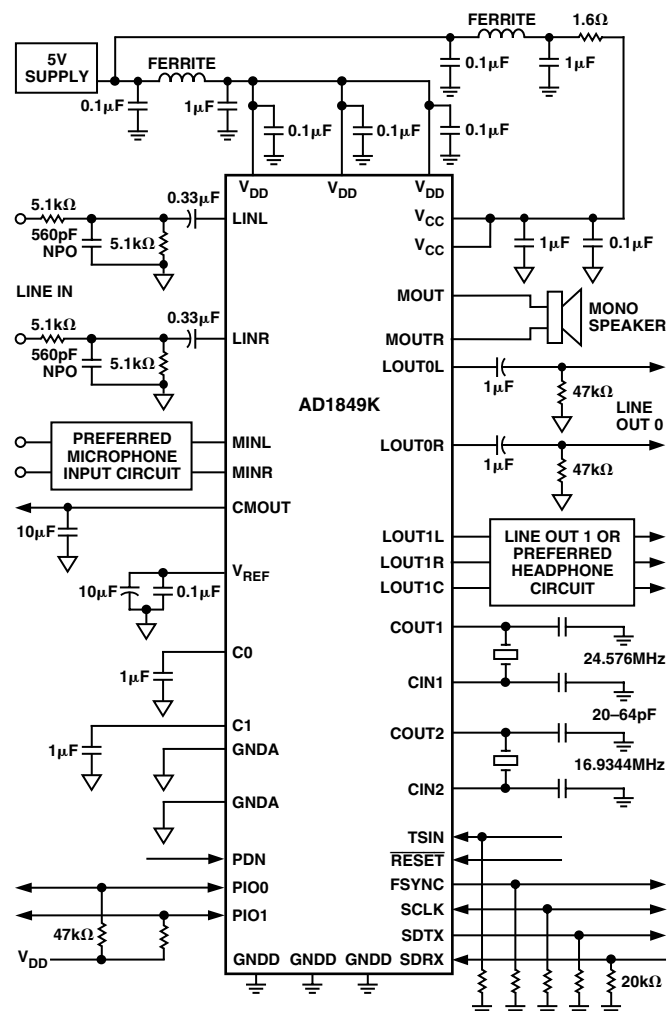 FERRITE
1.6Ω
5V
SUPPLY
FERRITE
0.1μF
1μF
0.1μF
1μF
0.1μF
0.1μF
0.1μF
VDD
VDD
VDD
5.1kΩ
0.33μF
560pF
NPO
5.1kΩ
LINL
VCC
VCC
1μF
0.1μF
LINE IN
MOUT
MONO
SPEAKER
5.1kΩ
0.33μF
560pF
NPO
5.1kΩ
LINR
MOUTR
LOUT0L
1μF
47kΩ
LINE
OUT 0
AD1849K
PREFERRED
MICROPHONE
INPUT CIRCUIT
MINL
MINR
LOUT0R
1μF
47kΩ
CMOUT
10μF
LOUT1L
LOUT1R
LOUT1C
LINE OUT 1 OR
PREFERRED
HEADPHONE
CIRCUIT
VREF
10μF
0.1μF
COUT1
24.576MHz
C0
1μF
CIN1
20–64pF
C1
1μF
COUT2
GNDA
16.9344MHz
CIN2
GNDA
TSIN
PDN
RESET
PIO0
FSYNC
PIO1
SCLK
47kΩ
SDTX
VDD
GNDD
GNDD
GNDD
SDRX
20kΩ